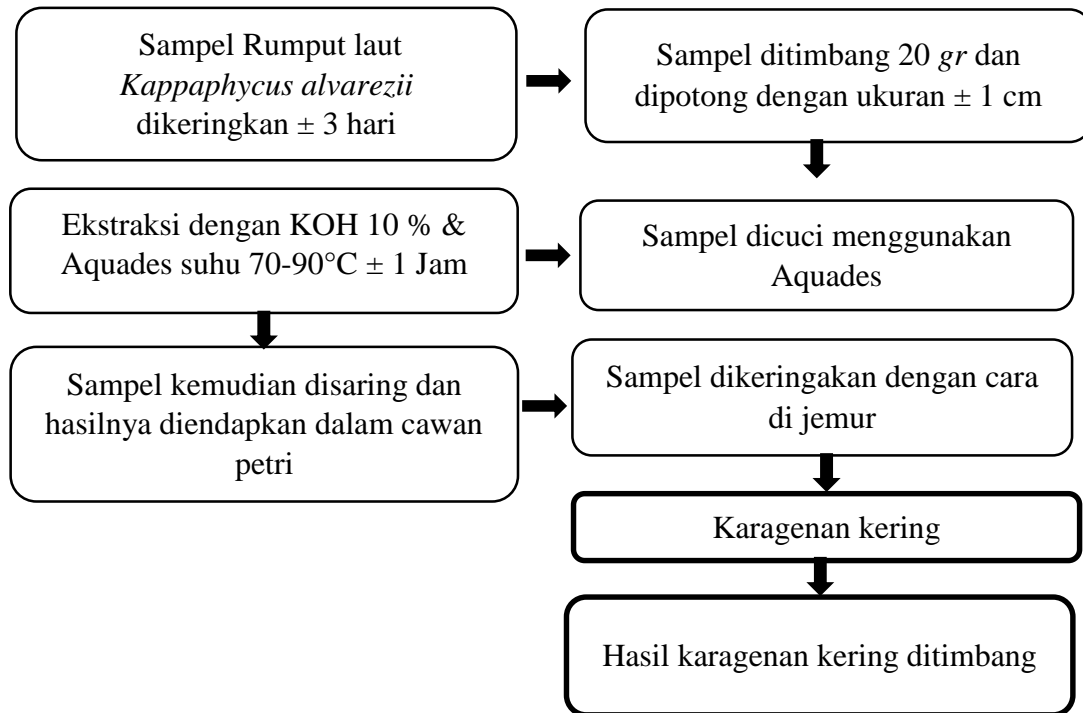 Sampel Rumput laut
Kappaphycus alvarezii
dikeringkan ± 3 hari
Sampel ditimbang 20 gr dan
dipotong dengan ukuran ± 1 cm
Ekstraksi dengan KOH 10 % &
Aquades suhu 70-90°C ± 1 Jam
Sampel dicuci menggunakan
Aquades
Sampel kemudian disaring dan
hasilnya diendapkan dalam cawan
petri
Sampel dikeringakan dengan cara
di jemur
Karagenan kering
Hasil karagenan kering ditimbang